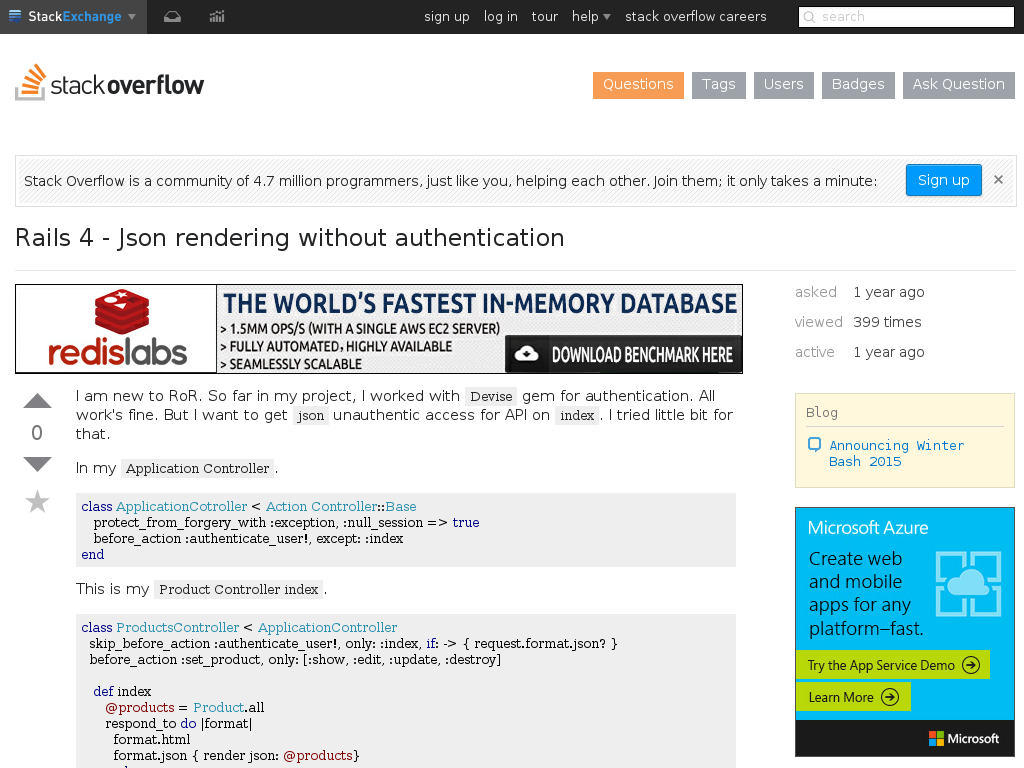 StackExchange
sign up log in tour help stack overflow careers
search
stackoverflow
Questions Tags Users Badges Ask Question
Stack Overflow is a community of 4.7 million programmers, just like you, helping each other. Join them; it only takes a minute:
Sign up
×
Rails 4 - Json rendering without authentication
redislabs
THE WORLD'S FASTEST IN-MEMORY DATABASE
> 1.5MM OPS/S (WITH A SINGLE AWS EC2 SERVER)
> FULLY AUTOMATED, HIGHLY AVAILABLE
> SEAMLESSLY SCALABLE
DOWNLOAD BENCHMARK HERE
0
I am new to RoR. So far in my project, I worked with Devise gem for authentication. All
work's fine. But I want to get json unauthentic access for API on index. I tried little bit for
that.
In my Application Controller.
class ApplicationCotroller < Action Controller::Base
protect_from_forgery_with :exception, :null_session => true
before_action :authenticate_user!, except: :index
end
This is my Product Controller index.
class ProductsController < ApplicationController
skip_before_action :authenticate_user!, only: :index, if: -> { request.format.json? }
before_action :set_product, only: [:show, :edit, :update, :destroy]
def index
@products = Product.all
respond_to do |format|
format.html
format.json { render json: @products}
asked 1 year ago
viewed 399 times
active 1 year ago
Blog
Announcing Winter
Bash 2015
Microsoft Azure
Create web
and mobile
apps for any
platform–fast.
Try the App Service Demo
Learn More
Microsoft